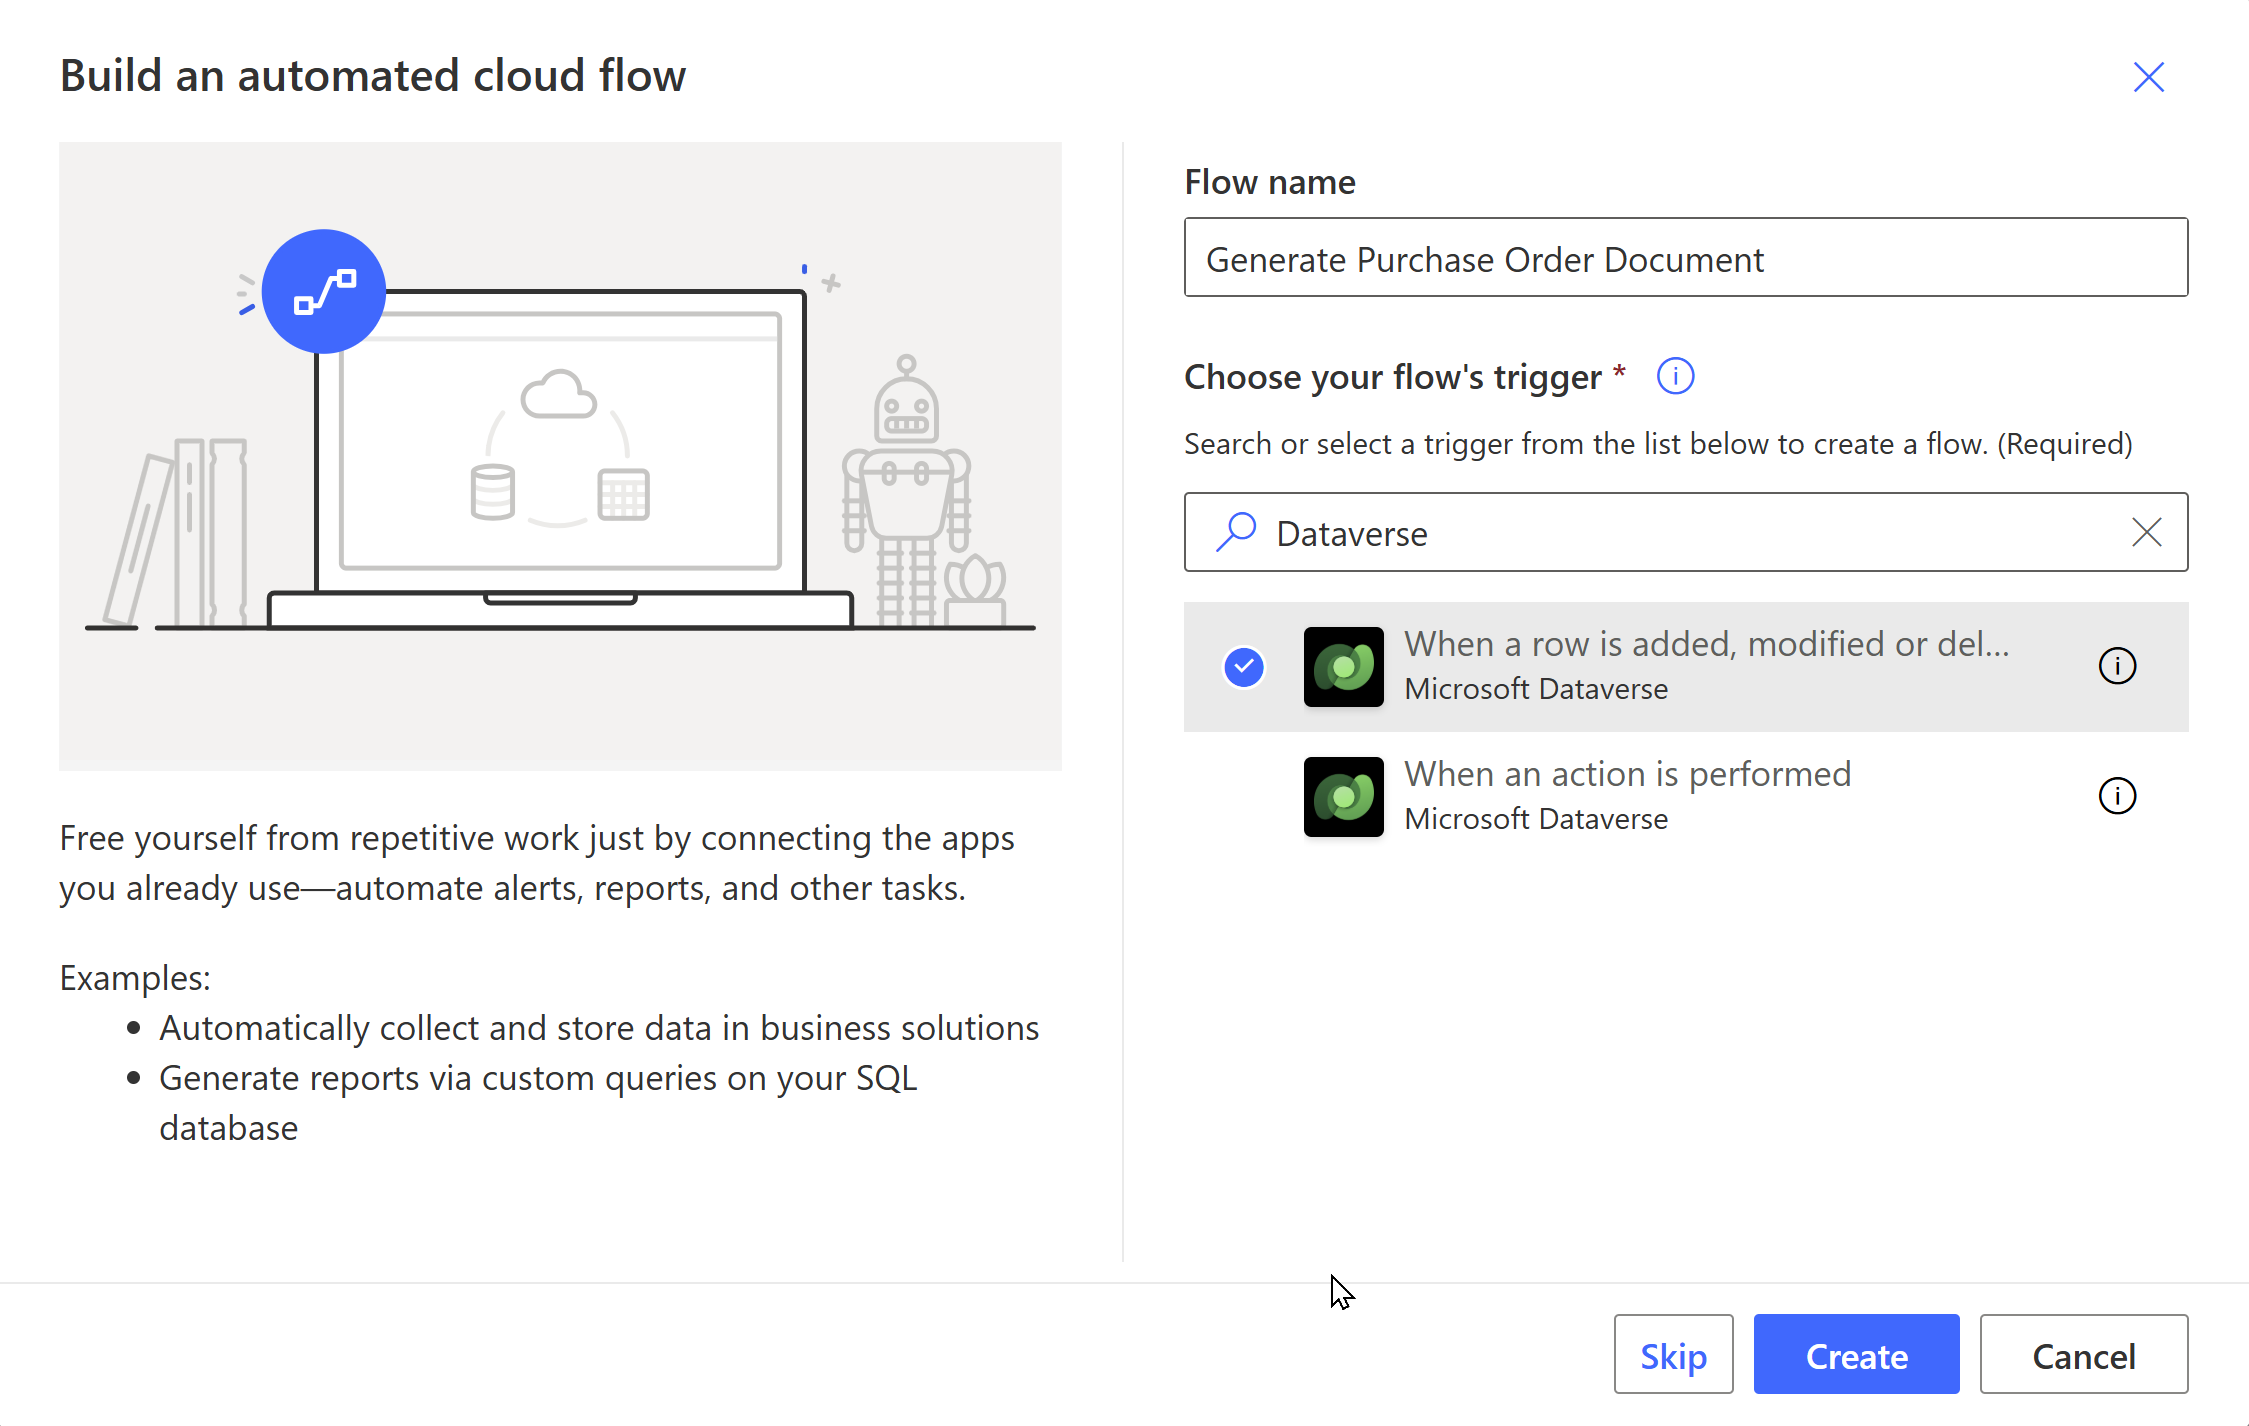 Build an automated cloud flow
Free yourself from repetitive work just by connecting the apps
you already use—automate alerts, reports, and other tasks.
Examples:
• Automatically collect and store data in business solutions
• Generate reports via custom queries on your SQL
database
Flow name
Generate Purchase Order Document
Choose your flow's trigger *
Search or select a trigger from the list below to create a flow. (Required)
Dataverse
When a row is added, modified or del...
Microsoft Dataverse
When an action is performed
Microsoft Dataverse
Skip
Create
Cancel